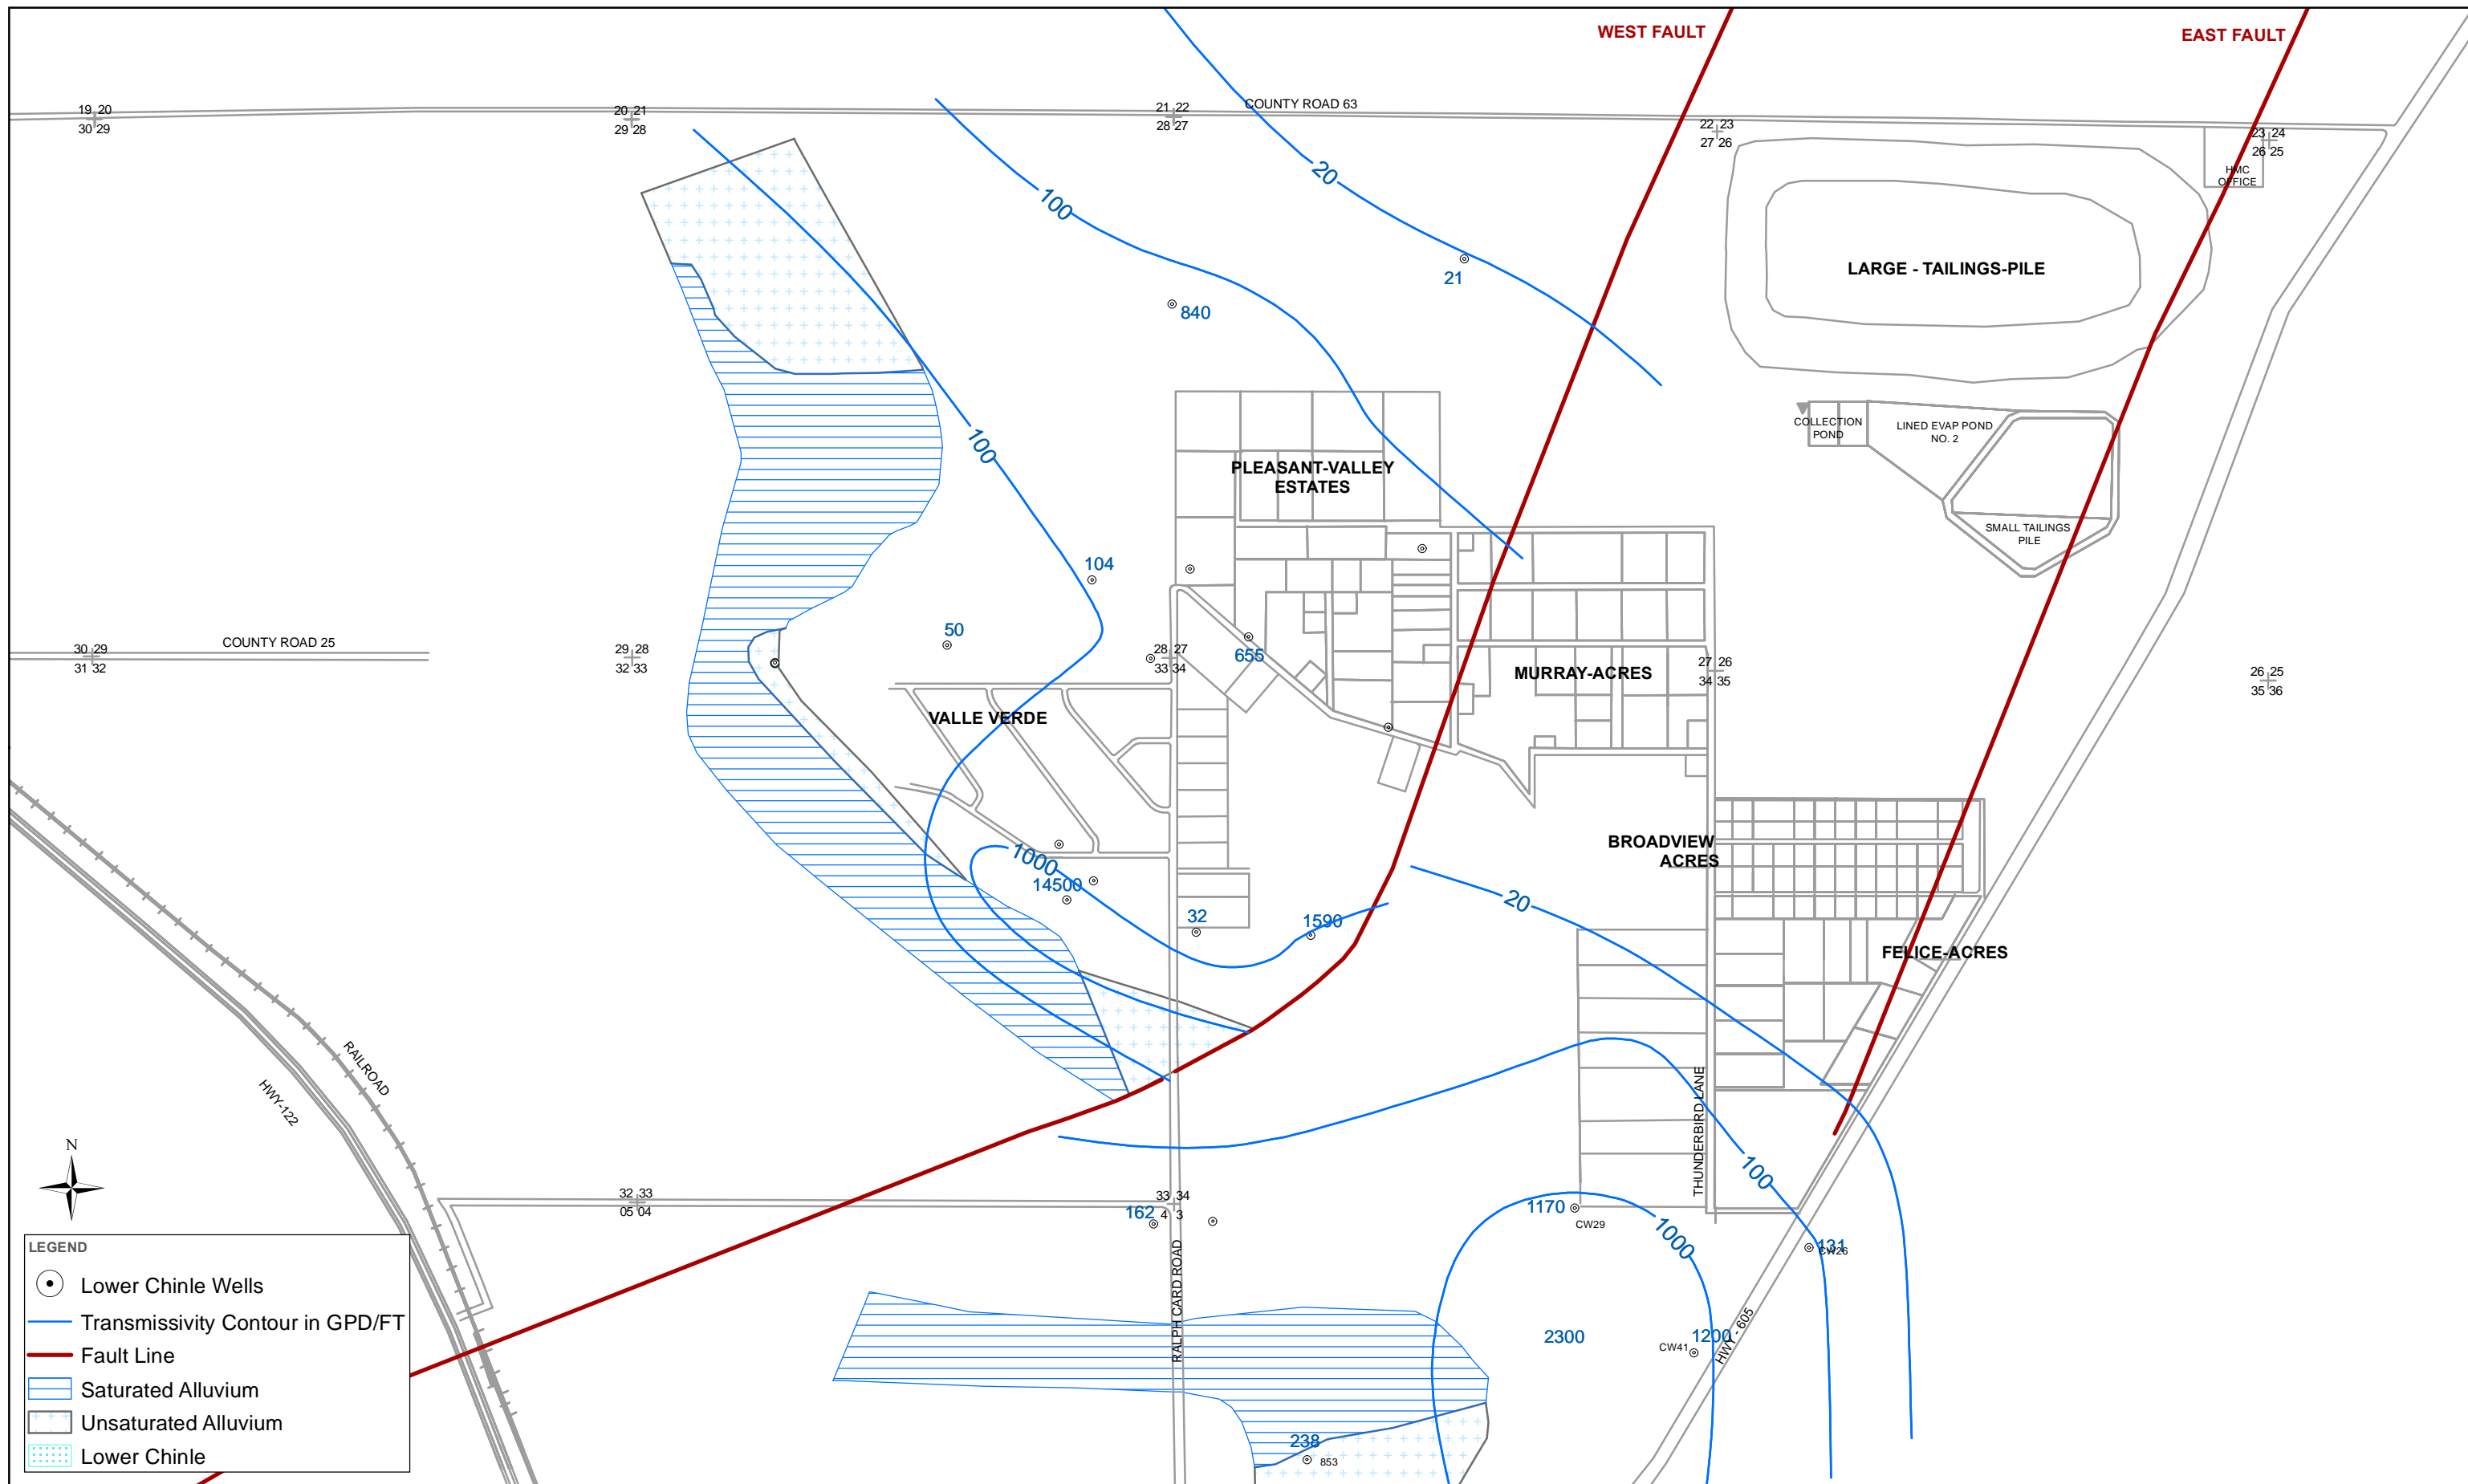 WEST FAULT
EAST FAULT
19 20
30 29
20 21
29 28
21 22
28 27
COUNTY ROAD 63
22 23
27 26
23 24
26 25
HMC
OFFICE
20
100
LARGE - TAILINGS-PILE
21
840
COLLECTION
POND
LINED EVAP POND
NO. 2
100
PLEASANT-VALLEY
ESTATES
SMALL TAILINGS
PILE
104
50
655
30 29
31 32
COUNTY ROAD 25
29 28
32 33
28 27
33 34
MURRAY-ACRES
27 26
34 35
26 25
35 36
VALLE VERDE
BROADVIEW
ACRES
1000
14500
20
32
1590
FELICE-ACRES
RAILROAD
HWY-122
THUNDERBIRD LANE
100
N
32 33
05 04
33 34
4 3
162
1170
CW29
1000
131
CW26
RALPH CARD ROAD
2300
1200
CW41
HWY - 605
238
853
LEGEND
Lower Chinle Wells
Transmissivity Contour in GPD/FT
Fault Line
Saturated Alluvium
Unsaturated Alluvium
Lower Chinle